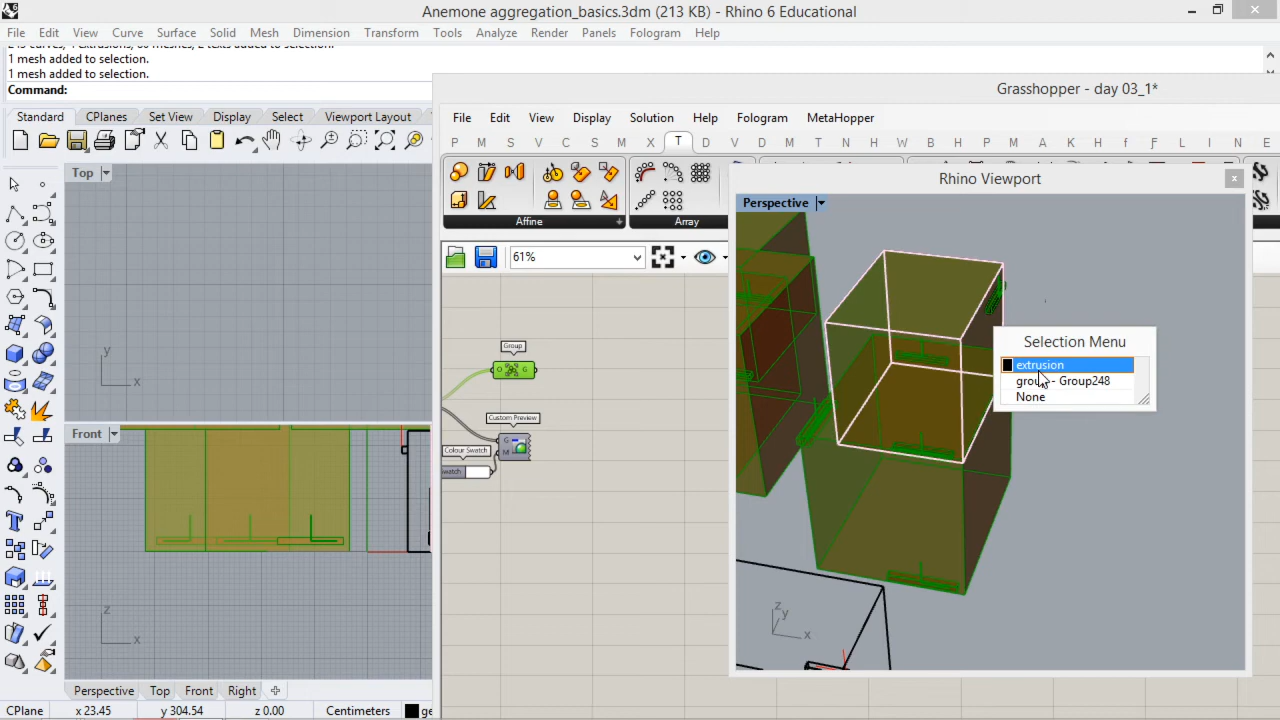 Anemone aggregation_basics.3dm (213 KB) - Rhino 6 Educational
File Edit View Curve Surface Solid Mesh Dimension Transform Tools Analyze Render Panels Fologram Help
1 mesh added to selection.
1 mesh added to selection.
Command:
Grasshopper - day 03_1*
Standard CPlanes Set View Display Select Viewport Layout
File Edit View Display Solution Help Fologram MetaHopper
P M S V C S M X T D V D M T N H W B H P M A K H f F L I N E
Top
Rhino Viewport
Perspective
Affine
Array
61%
y
x
Group
O G
Custom Preview
G
M
Colour Swatch
watch
Selection Menu
extrusion
group - Group248
None
Front
z
x
z
y
x
Perspective Top Front Right
CPlane x 23.45 y 304.54 z 0.00 Centimeters